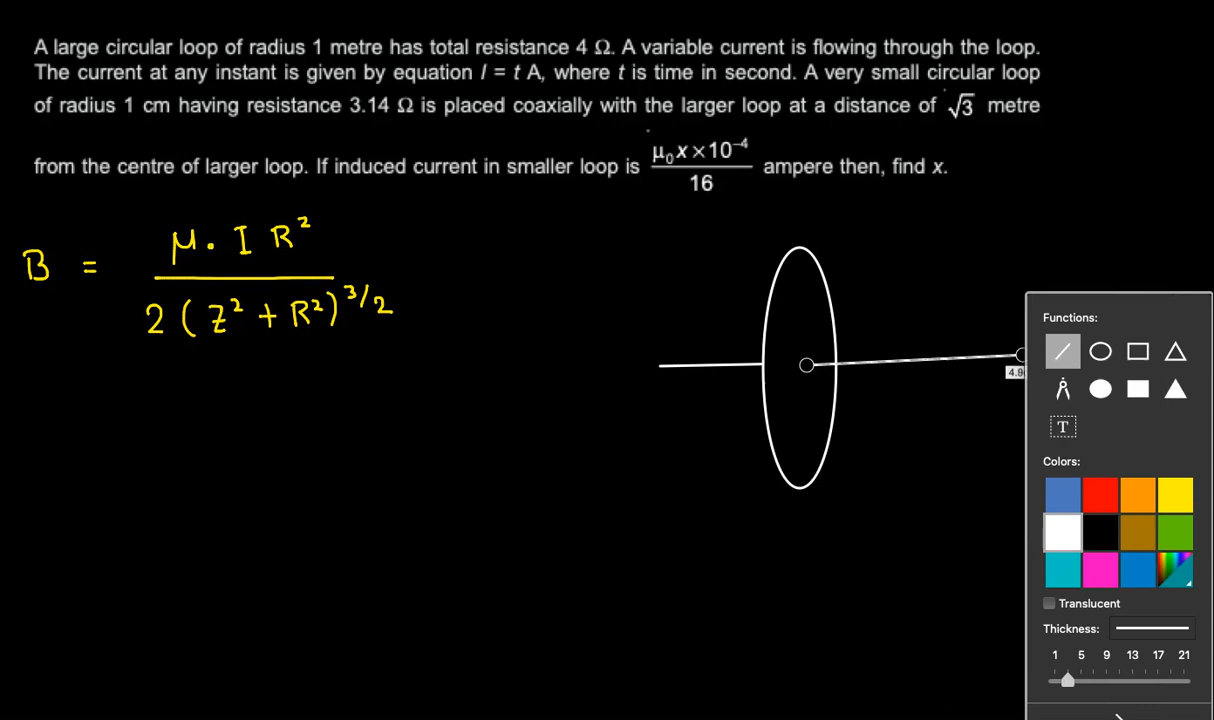 A large circular loop of radius 1 metre has total resistance 4 Ω. A variable current is flowing through the loop.
The current at any instant is given by equation I = t A, where t is time in second. A very small circular loop
of radius 1 cm having resistance 3.14 Ω is placed coaxially with the larger loop at a distance of √3 metre
from the centre of larger loop. If induced current in smaller loop is μ₀x×10⁻⁴/16 ampere then, find x.
B = μ₀ I R² / 2 (Z² + R²)^3/2
4.9
Functions:
T
Colors:
Translucent
Thickness:
1 5 9 13 17 21